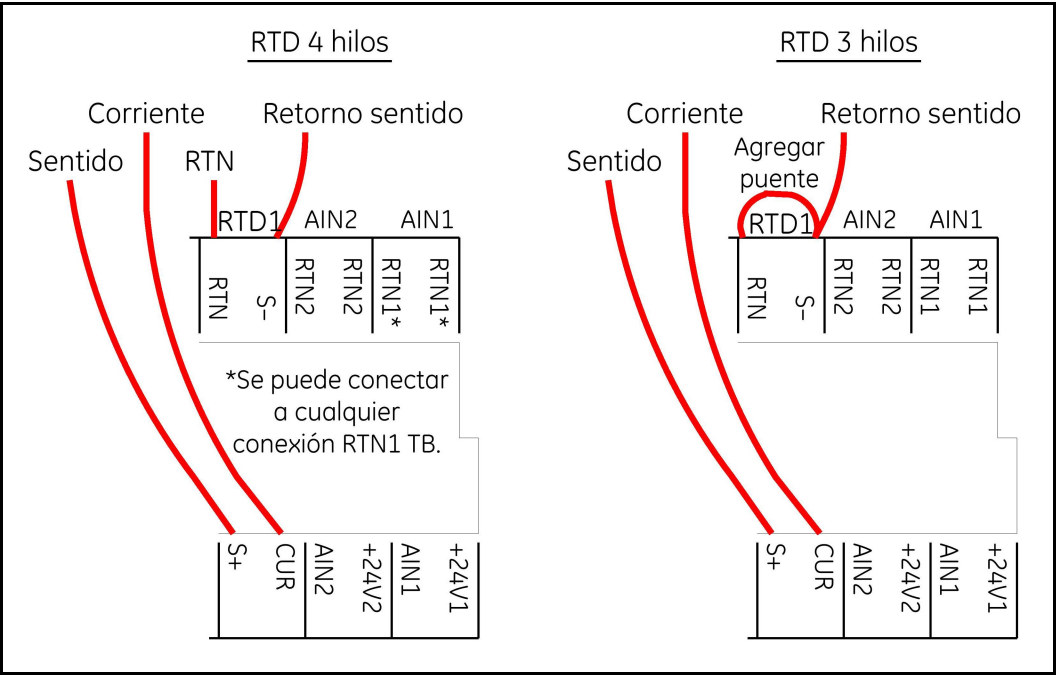 RTD 4 hilos
Corriente
Retorno sentido
Sentido
RTN
RTD1
AIN2
AIN1
RTN
S-
RTN2
RTN2
RTN1*
RTN1*
*Se puede conectar
a cualquier
conexión RTN1 TB.
S+
CUR
AIN2
+24V2
AIN1
+24V1
RTD 3 hilos
Corriente
Retorno sentido
Agregar
puente
Sentido
RTD1
AIN2
AIN1
RTN
S-
RTN2
RTN2
RTN1
RTN1
S+
CUR
AIN2
+24V2
AIN1
+24V1